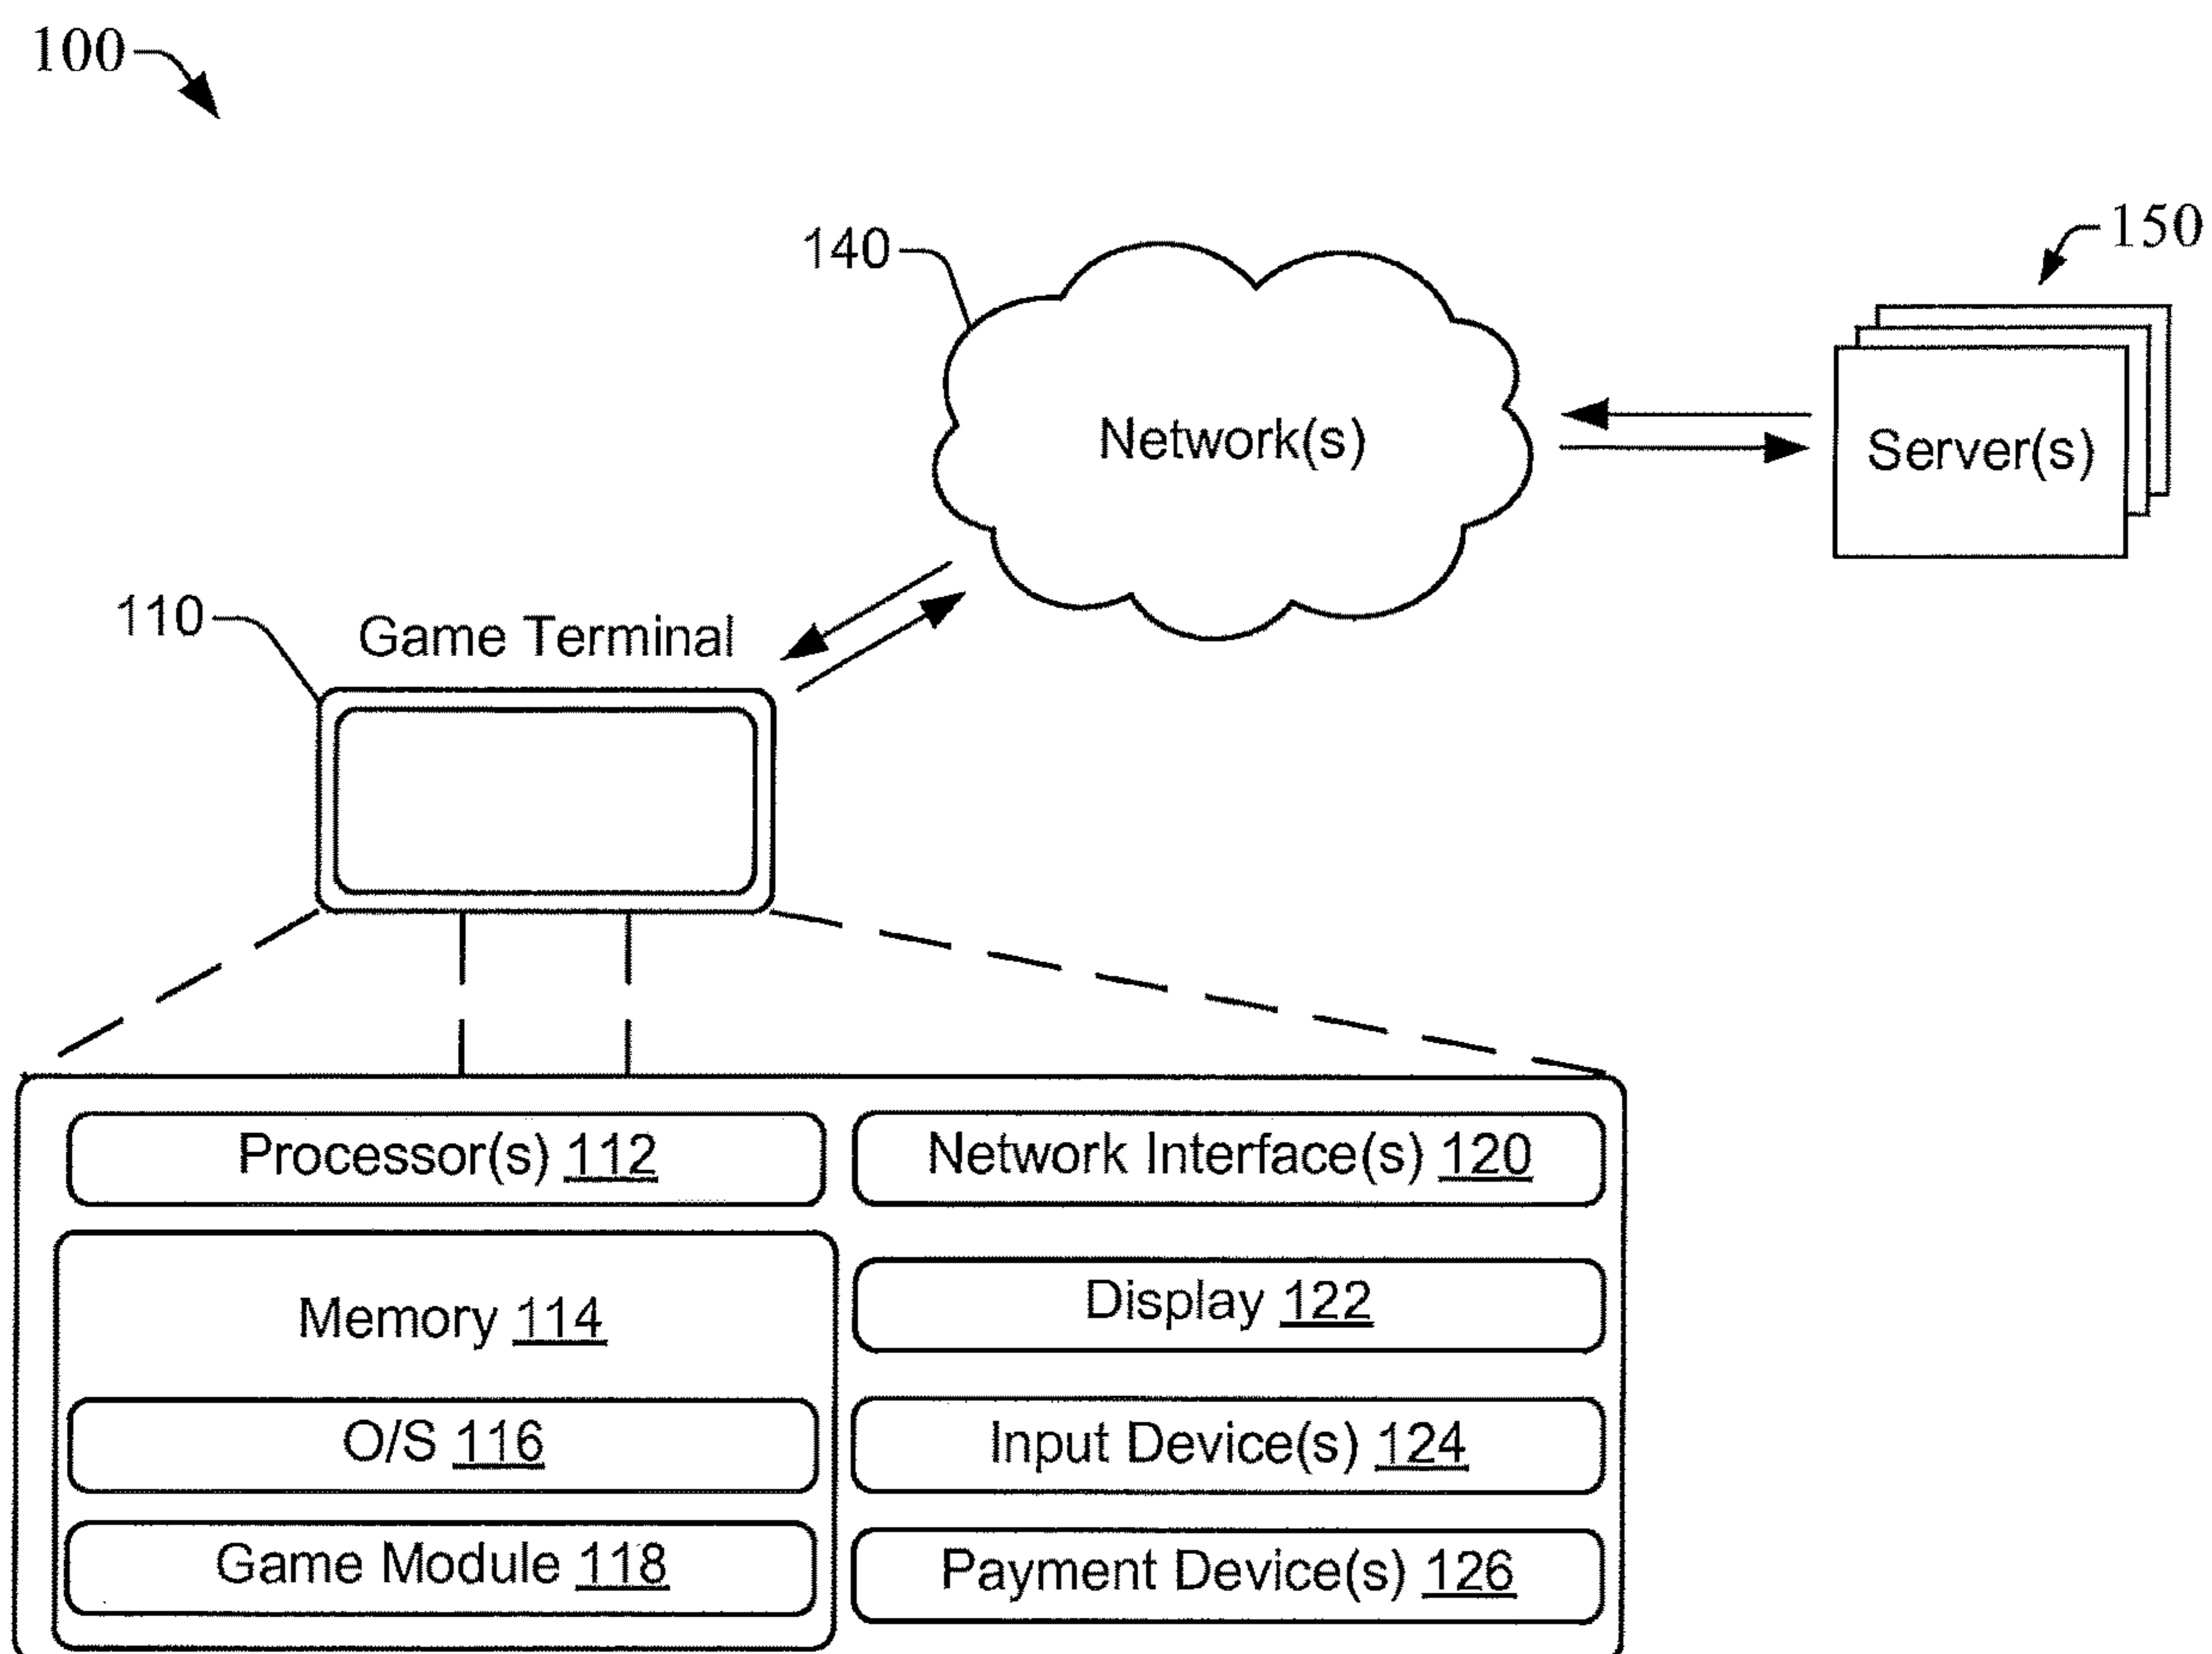 100
150
140
Network(s)
Server(s)
110
Game Terminal
Processor(s) 112
Network Interface(s) 120
Memory 114
Display 122
O/S 116
Input Device(s) 124
Game Module 118
Payment Device(s) 126